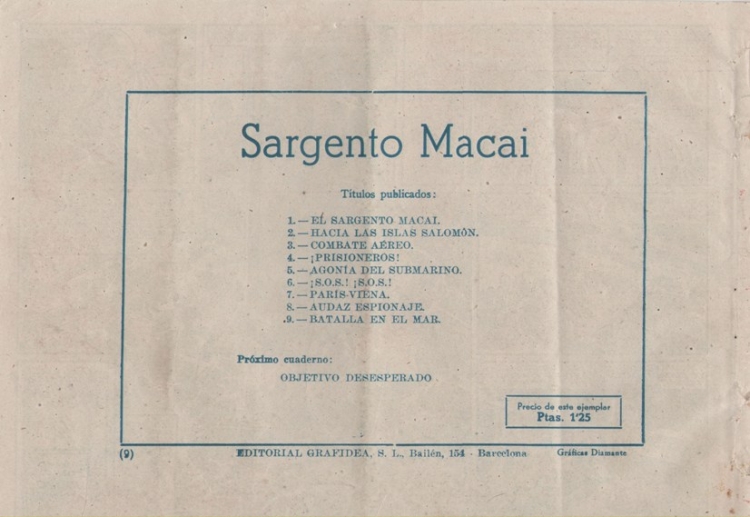 Sargento Macai
Títulos publicados:
1. — EL SARGENTO MACAI.
2. — HACIA LAS ISLAS SALOMÓN.
3. — COMBATE AÉREO.
4. — ¡PRISIONEROS!
5. — AGONÍA DEL SUBMARINO.
6. — ¡S.O.S.! ¡S.O.S.!
7. — PARÍS-VIENA.
8. — AUDAZ ESPIONAJE.
9. — BATALLA EN EL MAR.
Próximo cuaderno:
OBJETIVO DESESPERADO
Precio de este ejemplar
Ptas. 1'25
(9) EDITORIAL GRAFIDEA, S. L., Bailén, 154 - Barcelona Gráficas Diamante